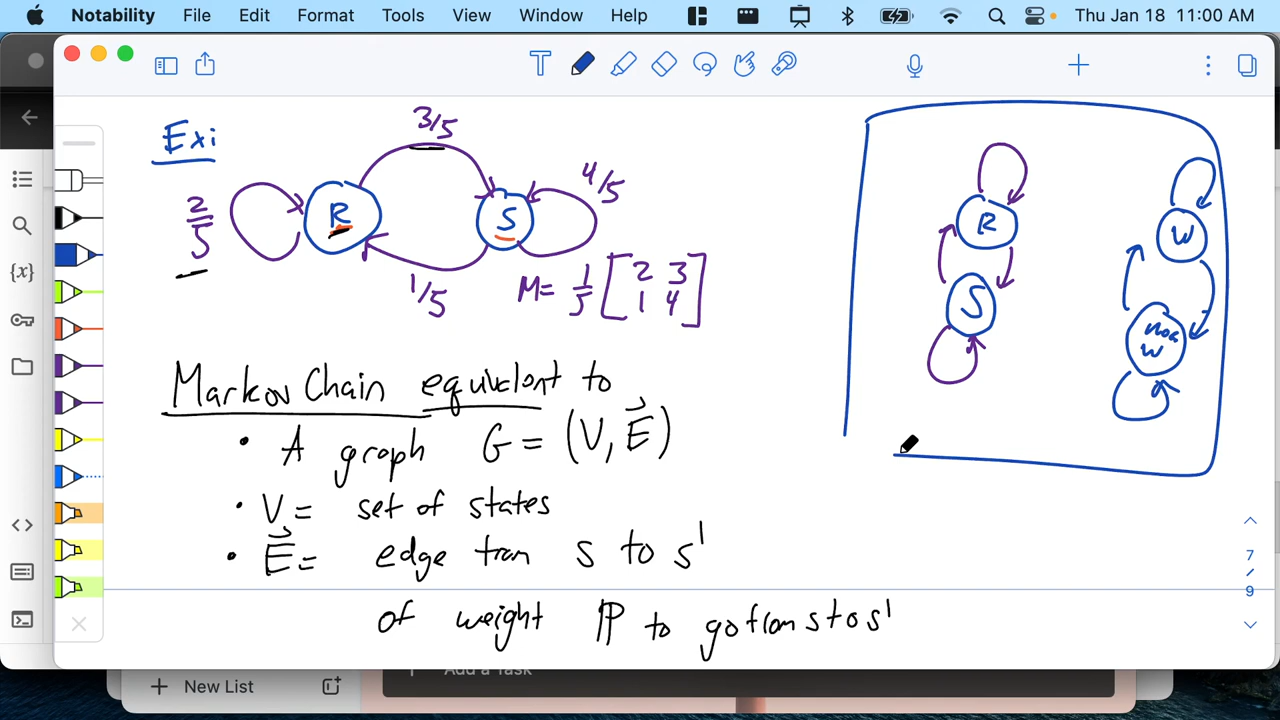 Notability File Edit Format Tools View Window Help Thu Jan 18 11:00 AM
Exi
3/5
4/5
2/5
R
S
1/5
M = 1/5 [2 3
1 4]
Markov Chain equivalent to
• A graph G = (V, E⃗)
• V = set of states
• E⃗ = edge from s to s'
of weight ℙ to go from s to s'
R
S
W
W
7
/
9
Add a Task
+ New List